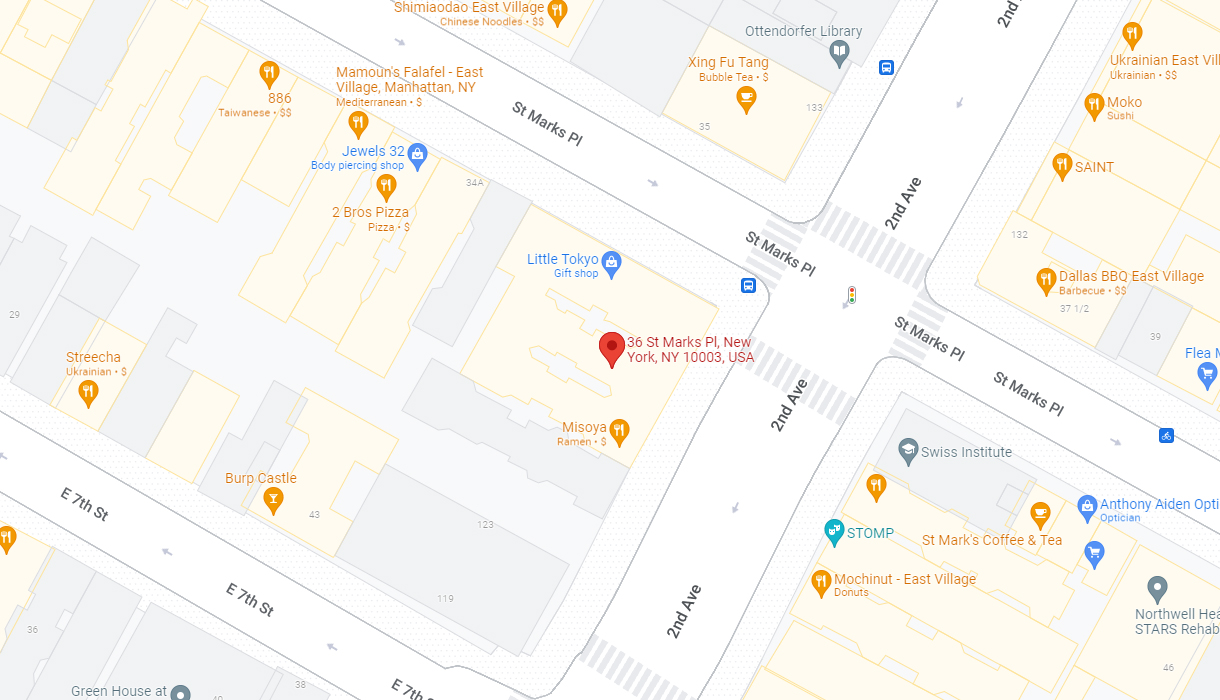 Shimiaodao East Village
Chinese Noodles • $$
2nd
Ottendorfer Library
Ukrainian East Vill
Ukrainian • $$
Xing Fu Tang
Bubble Tea • $
Mamoun's Falafel - East
Village, Manhattan, NY
Mediterranean • $
886
Taiwanese • $$
Moko
Sushi
133
35
St Marks Pl
Jewels 32
Body piercing shop
SAINT
34A
2nd Ave
2 Bros Pizza
Pizza • $
132
St Marks Pl
Little Tokyo
Gift shop
Dallas BBQ East Village
Barbecue • $$
37 1/2
29
39
St Marks Pl
36 St Marks Pl, New
York, NY 10003, USA
Streecha
Ukrainian • $
Flea M
St Marks Pl
2nd Ave
Misoya
Ramen • $
Swiss Institute
Burp Castle
E 7th St
43
123
Anthony Aiden Opti
Optician
STOMP
St Mark's Coffee & Tea
Mochinut - East Village
Donuts
E 7th St
119
2nd Ave
Northwell Hea
STARS Rehab
36
46
38
40
E 7th S
Green House at